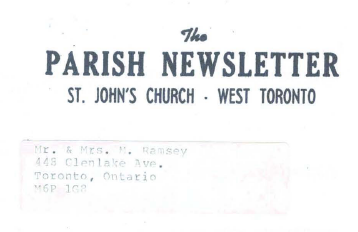 The
PARISH NEWSLETTER
ST. JOHN'S CHURCH - WEST TORONTO
Mr. & Mrs. M. Ramsey
448 Glenlake Ave.
Toronto, Ontario
M6P 1G8